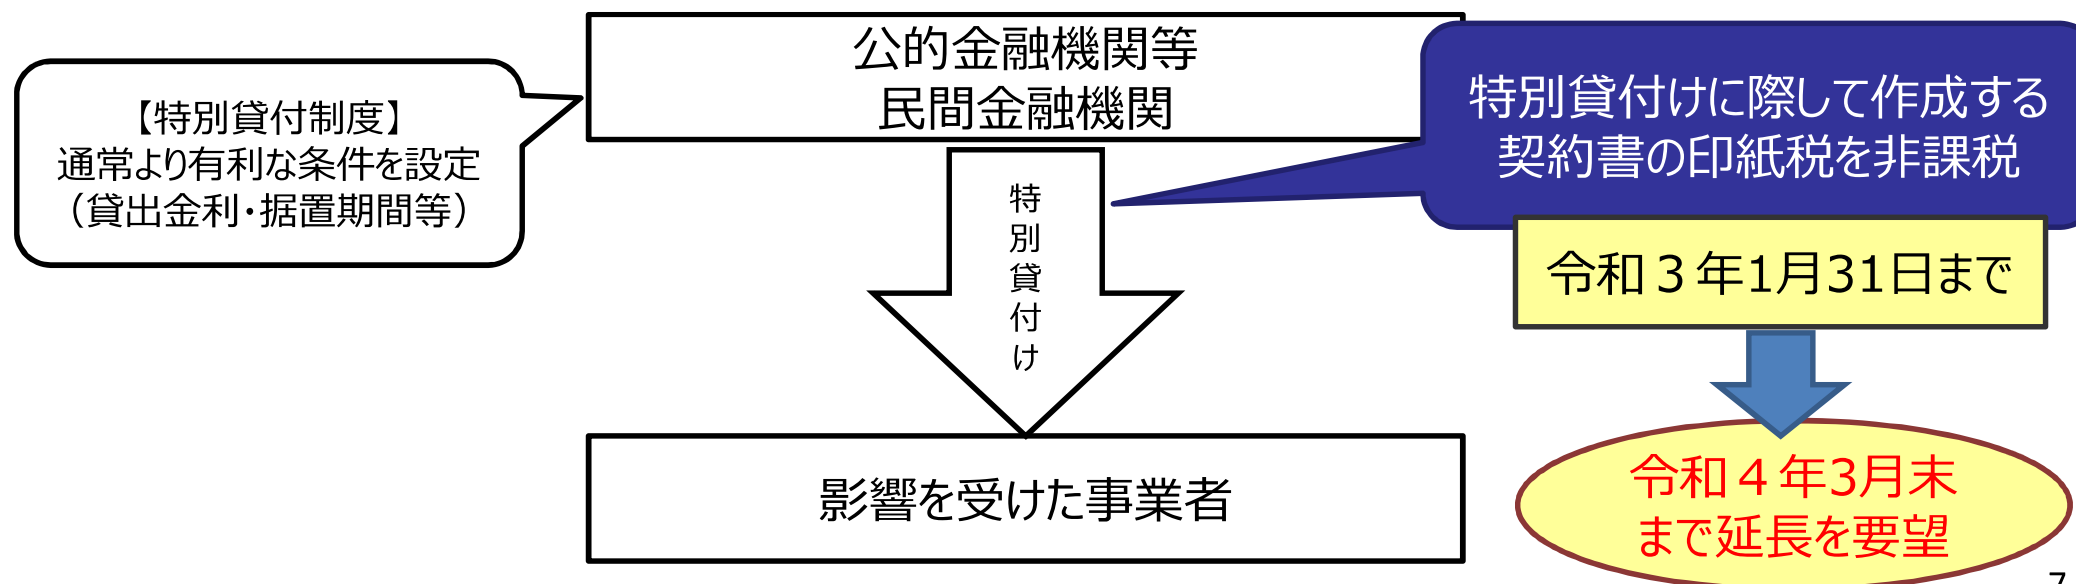 公的金融機関等
民間金融機関
【特別貸付制度】
通常より有利な条件を設定
（貸出金利・据置期間等）
特別貸付けに際して作成する
契約書の印紙税を非課税
特別貸付け
令和３年1月31日まで
影響を受けた事業者
令和４年3月末
まで延長を要望
7